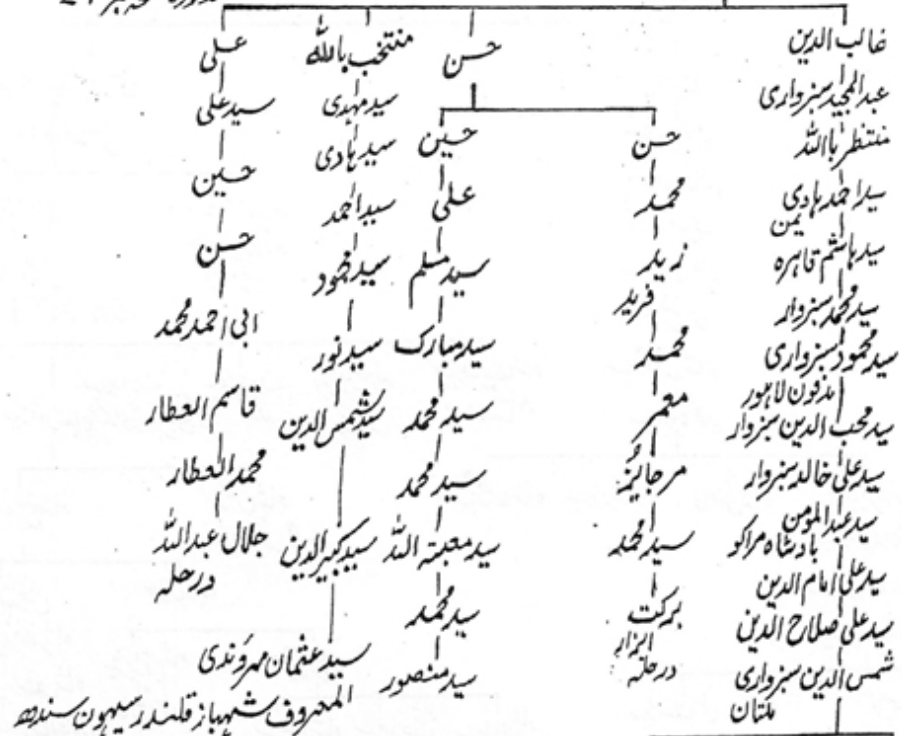 غالب الدین
عبدالمجید سبزواری
منتظر باللہ
سید احمد ہادی
یمن
سید ہاشم قاہرہ
سید محمد سبزوار
سید محمود سبزواری
مدفون لاہور
سید محب الدین سبزوار
سید علی خالد سبزوار
سید عبدالمومن
بادشاہ مراکو
سید علی امام الدین
سید علی صلاح الدین
شمس الدین سبزواری
ملتان
حسن
حسن
محمد
زید
فرید
محمد
معمر
سید محمد
برکت
البزار
درحلہ
حسین
علی
سید مسلم
سید مبارک
سید محمد
سید محمد
سید معبتہ اللہ
سید محمد
سید منصور
منتخب باللہ
سید مہدی
سید ہادی
سید احمد
سید محمود
سید نور
سید شمس الدین
سید کبیر الدین
سید عثمان مہروندی
المعروف شہباز قلندر سیہون سندھ
علی
سید علی
حسین
حسن
ابی احمد محمد
قاسم العطار
محمد العطار
جلال عبداللہ
درحلہ